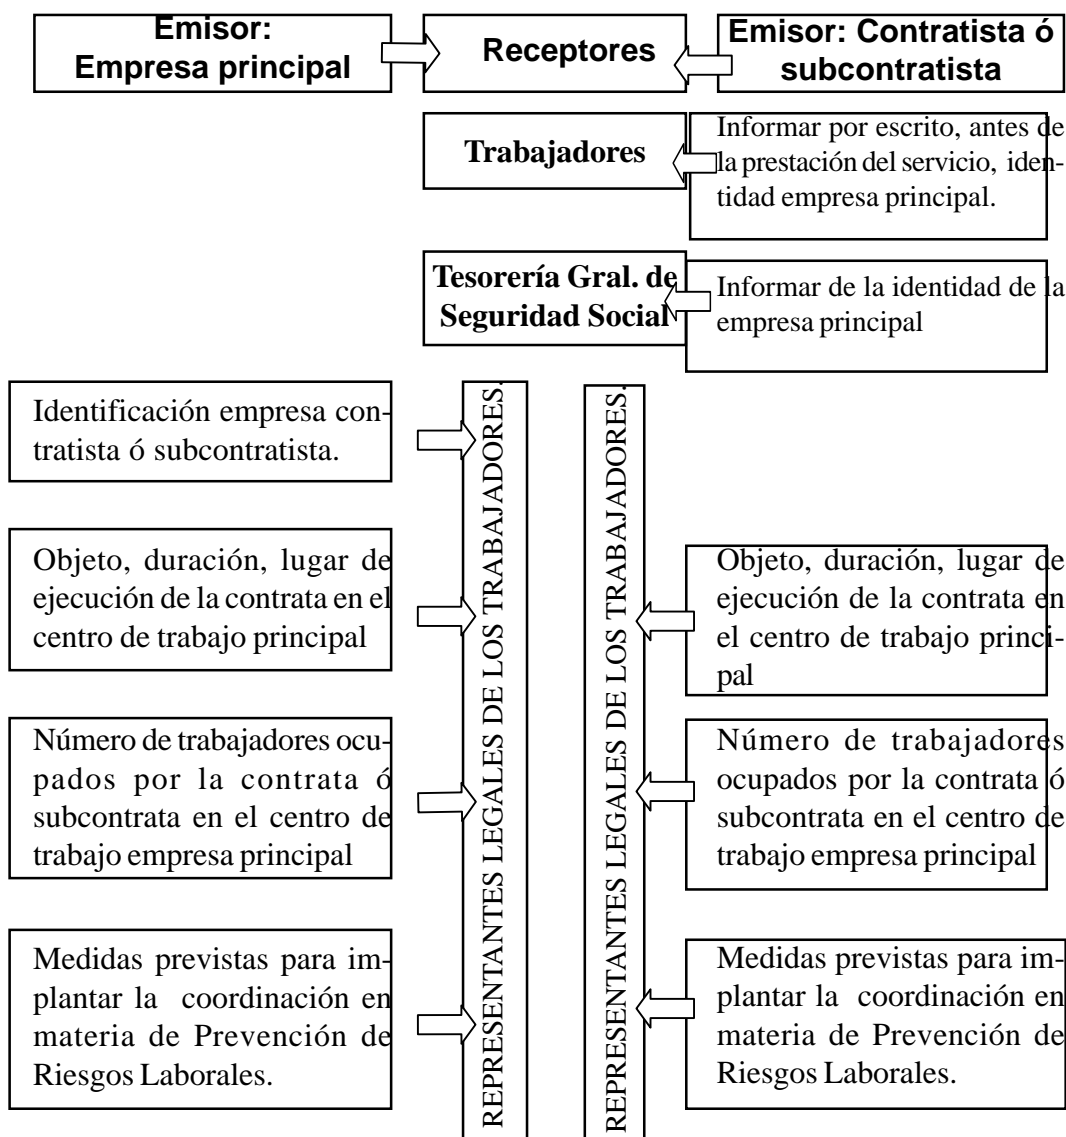 Emisor:
Empresa principal
Receptores
Emisor: Contratista ó
subcontratista
Trabajadores
Informar por escrito, antes de
la prestación del servicio, iden-
tidad empresa principal.
Tesorería Gral. de
Seguridad Social
Informar de la identidad de la
empresa principal
Identificación empresa con-
tratista ó subcontratista.
Objeto, duración, lugar de
ejecución de la contrata en el
centro de trabajo principal
Número de trabajadores ocu-
pados por la contrata ó
subcontrata en el centro de
trabajo empresa principal
Medidas previstas para im-
plantar la coordinación en
materia de Prevención de
Riesgos Laborales.
REPRESENTANTES LEGALES DE LOS TRABAJADORES.
REPRESENTANTES LEGALES DE LOS TRABAJADORES.
Objeto, duración, lugar de
ejecución de la contrata en
el centro de trabajo princi-
pal
Número de trabajadores
ocupados por la contrata ó
subcontrata en el centro de
trabajo empresa principal
Medidas previstas para im-
plantar la coordinación en
materia de Prevención de
Riesgos Laborales.